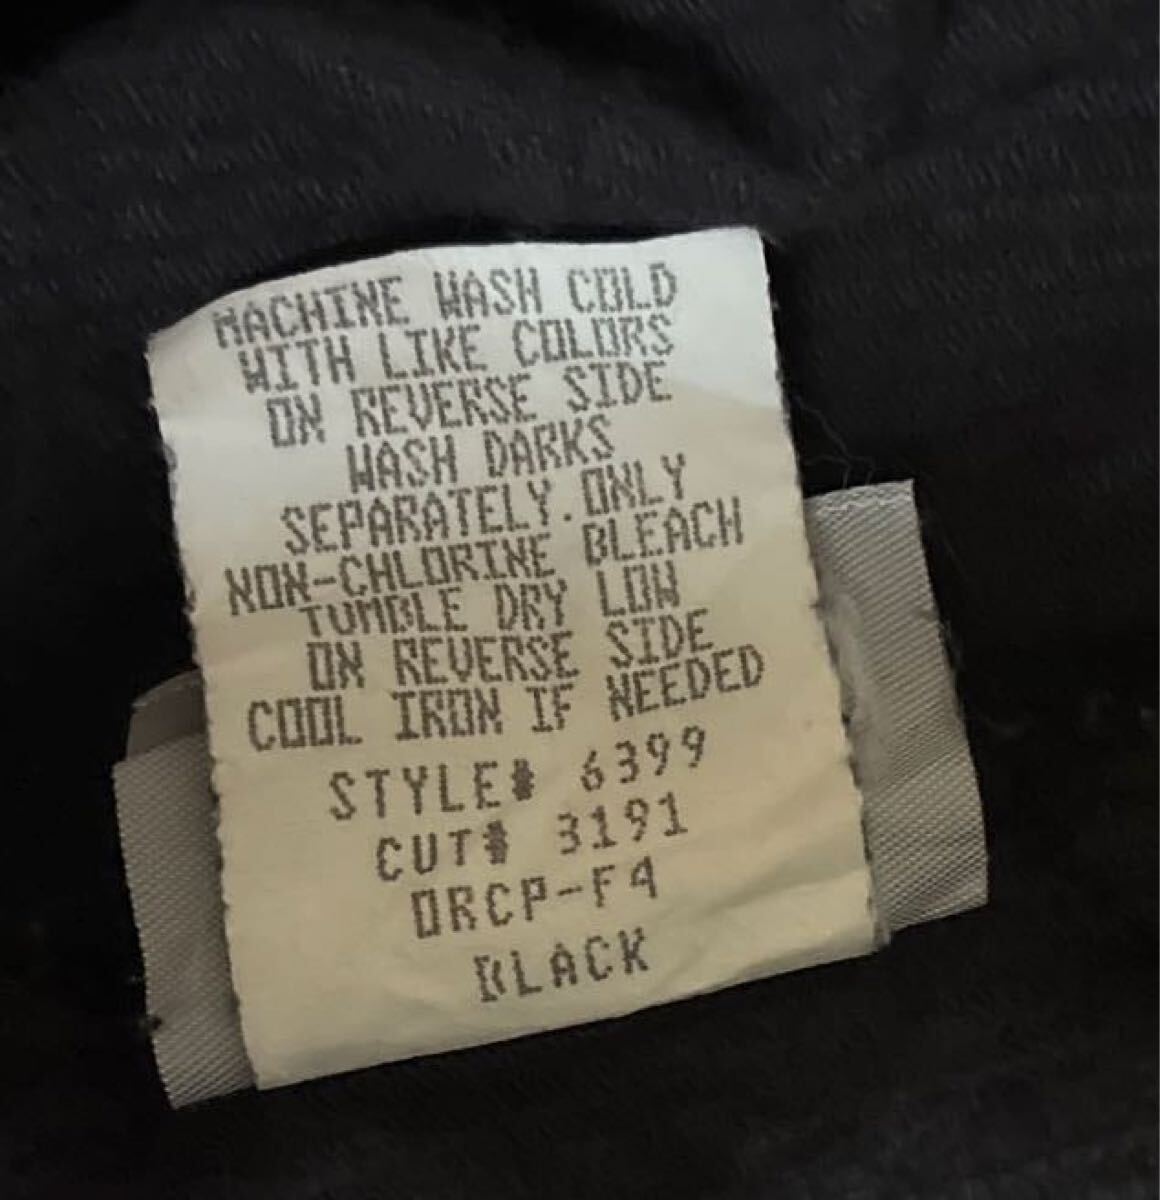 MACHINE WASH COLD
WITH LIKE COLORS
ON REVERSE SIDE
WASH DARKS
SEPARATELY. ONLY
NON-CHLORINE BLEACH
TUMBLE DRY LOW
ON REVERSE SIDE
COOL IRON IF NEEDED
STYLE# 6399
CUT# 3191
ORCP-F4
BLACK